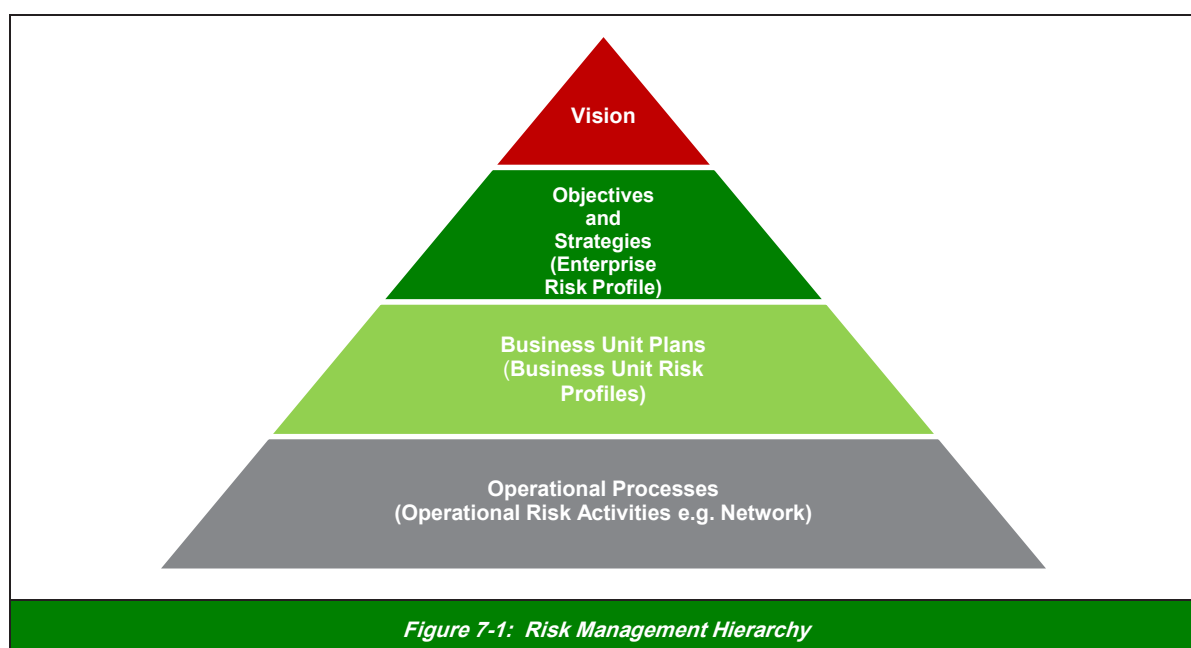 Vision
Objectives
and
Strategies
(Enterprise
Risk Profile)
Business Unit Plans
(Business Unit Risk
Profiles)
Operational Processes
(Operational Risk Activities e.g. Network)
Figure 7-1: Risk Management Hierarchy